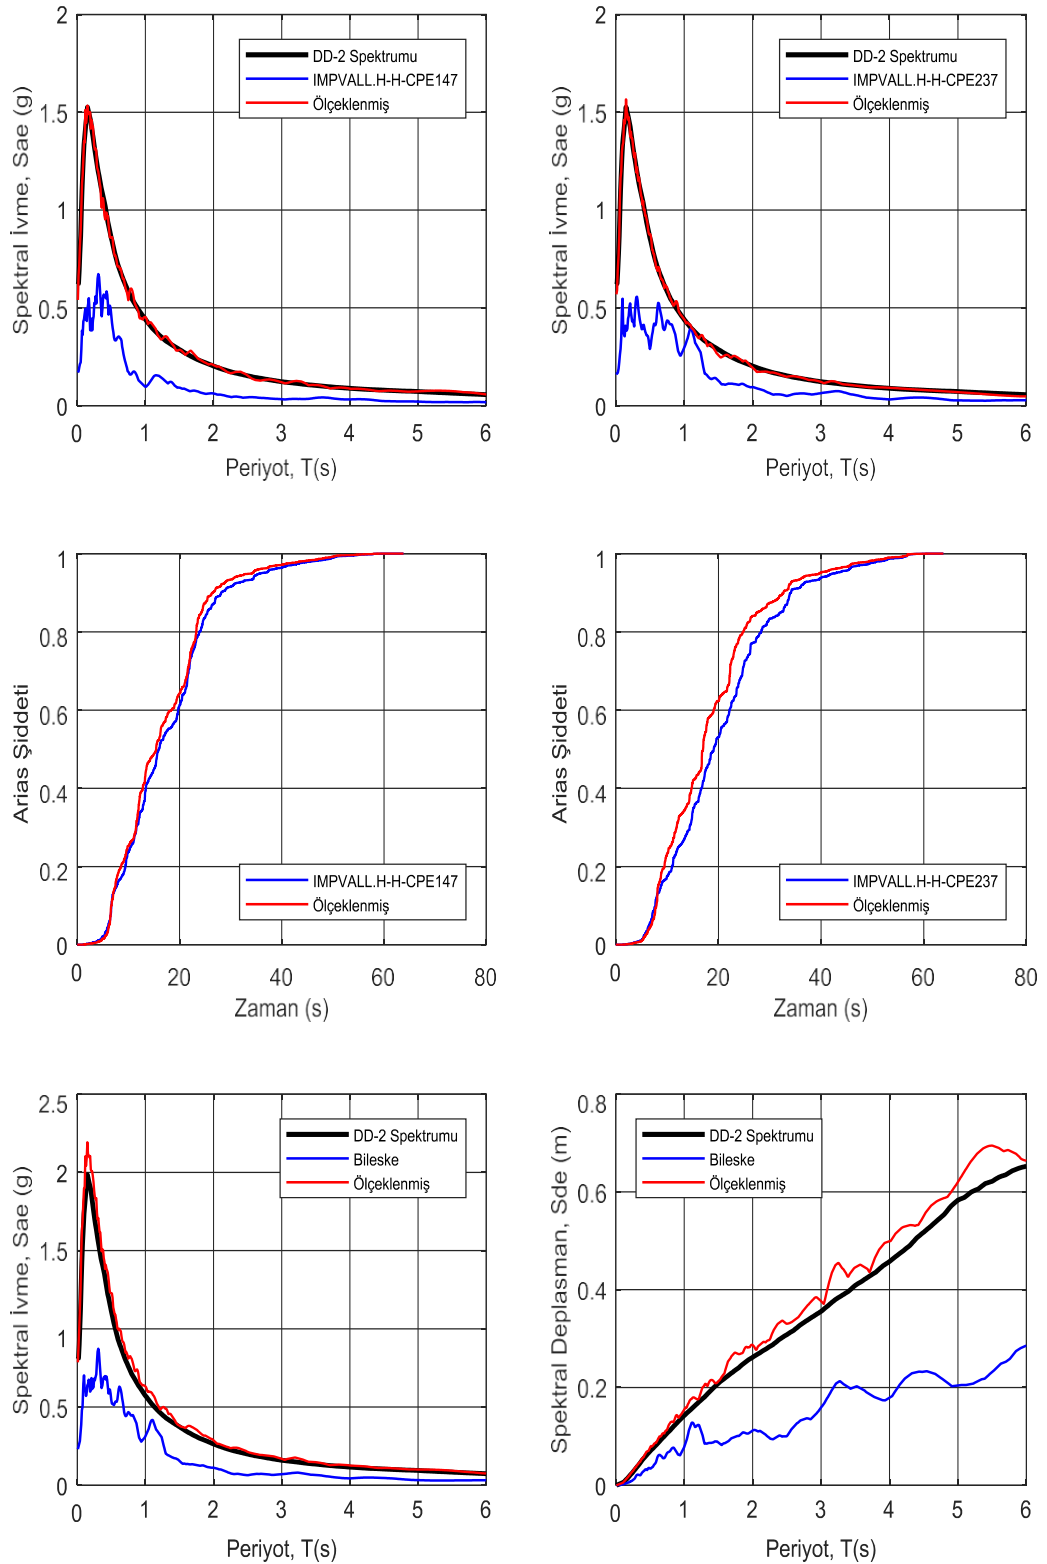 2
1.5
1
0.5
0
Spektral İvme, Sae (g)
DD-2 Spektrumu
IMPVALL.H-H-CPE147
Ölçeklenmiş
0 1 2 3 4 5 6
Periyot, T(s)
2
1.5
1
0.5
0
Spektral İvme, Sae (g)
DD-2 Spektrumu
IMPVALL.H-H-CPE237
Ölçeklenmiş
0 1 2 3 4 5 6
Periyot, T(s)
1
0.8
0.6
0.4
0.2
0
Arias Şiddeti
IMPVALL.H-H-CPE147
Ölçeklenmiş
0 20 40 60 80
Zaman (s)
1
0.8
0.6
0.4
0.2
0
Arias Şiddeti
IMPVALL.H-H-CPE237
Ölçeklenmiş
0 20 40 60 80
Zaman (s)
2.5
2
1.5
1
0.5
0
Spektral İvme, Sae (g)
DD-2 Spektrumu
Bileske
Ölçeklenmiş
0 1 2 3 4 5 6
Periyot, T(s)
0.8
0.6
0.4
0.2
0
Spektral Deplasman, Sde (m)
DD-2 Spektrumu
Bileske
Ölçeklenmiş
0 1 2 3 4 5 6
Periyot, T(s)